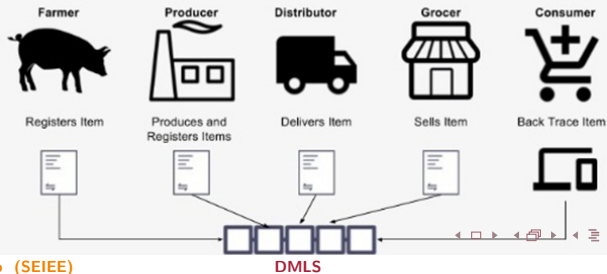 Farmer Producer Distributor Grocer Consumer
Registers Item Produces and Registers Items Delivers Item Sells Item Back Trace Item
(SEIEE) DMLS